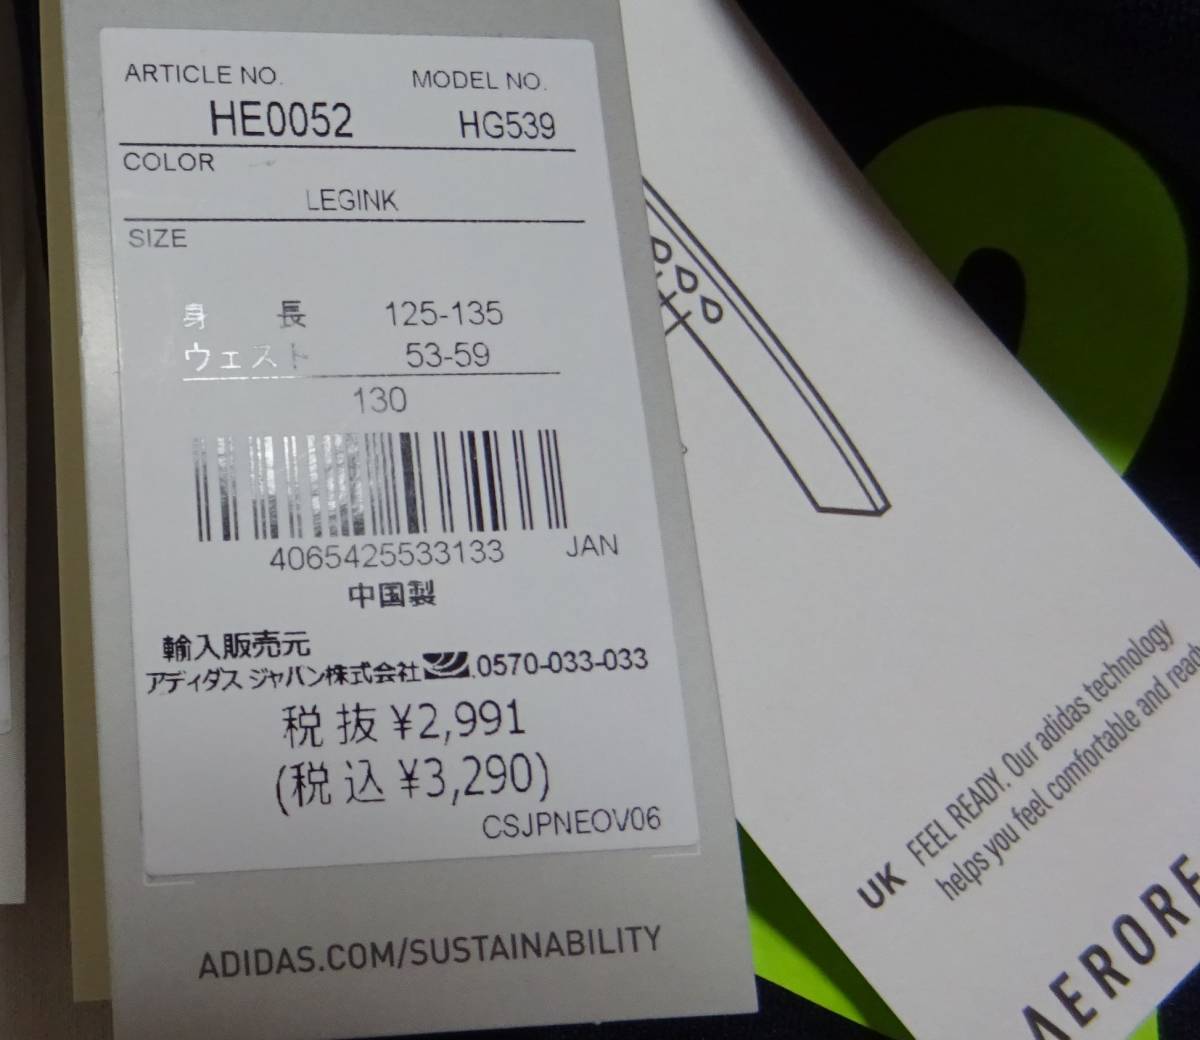 ARTICLE NO. MODEL NO.
HE0052 HG539
COLOR
LEGINK
SIZE
身 長 125-135
ウェスト 53-59
130
4065425533133 JAN
中国製
輸入販売元
アディダス ジャパン株式会社 0570-033-033
税 抜 ¥2,991
(税 込 ¥3,290)
CSJPNEOV06
ADIDAS.COM/SUSTAINABILITY
UK FEEL READY. Our adidas technology
helps you feel comfortable and ready
AERORE